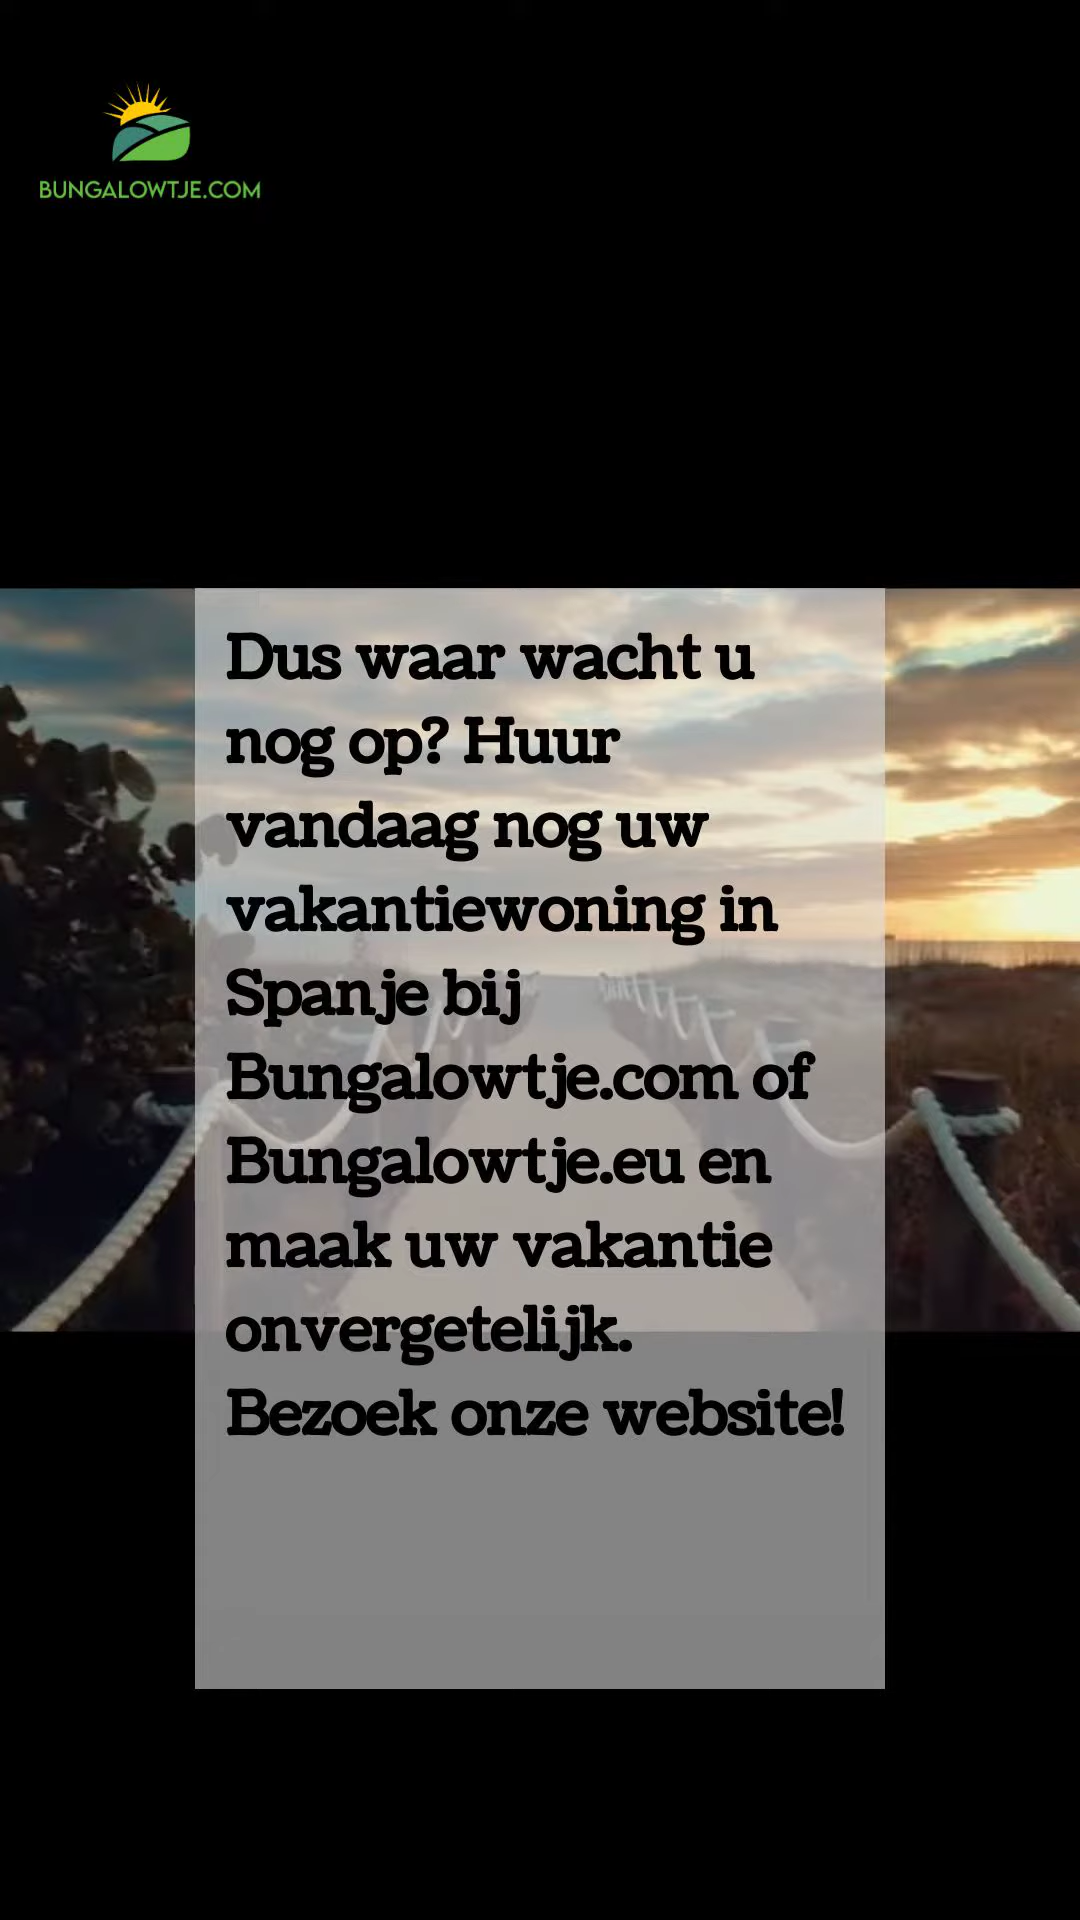 BUNGALOWTJE.COM
Dus waar wacht u
nog op? Huur
vandaag nog uw
vakantiewoning in
Spanje bij
Bungalowtje.com of
Bungalowtje.eu en
maak uw vakantie
onvergetelijk.
Bezoek onze website!